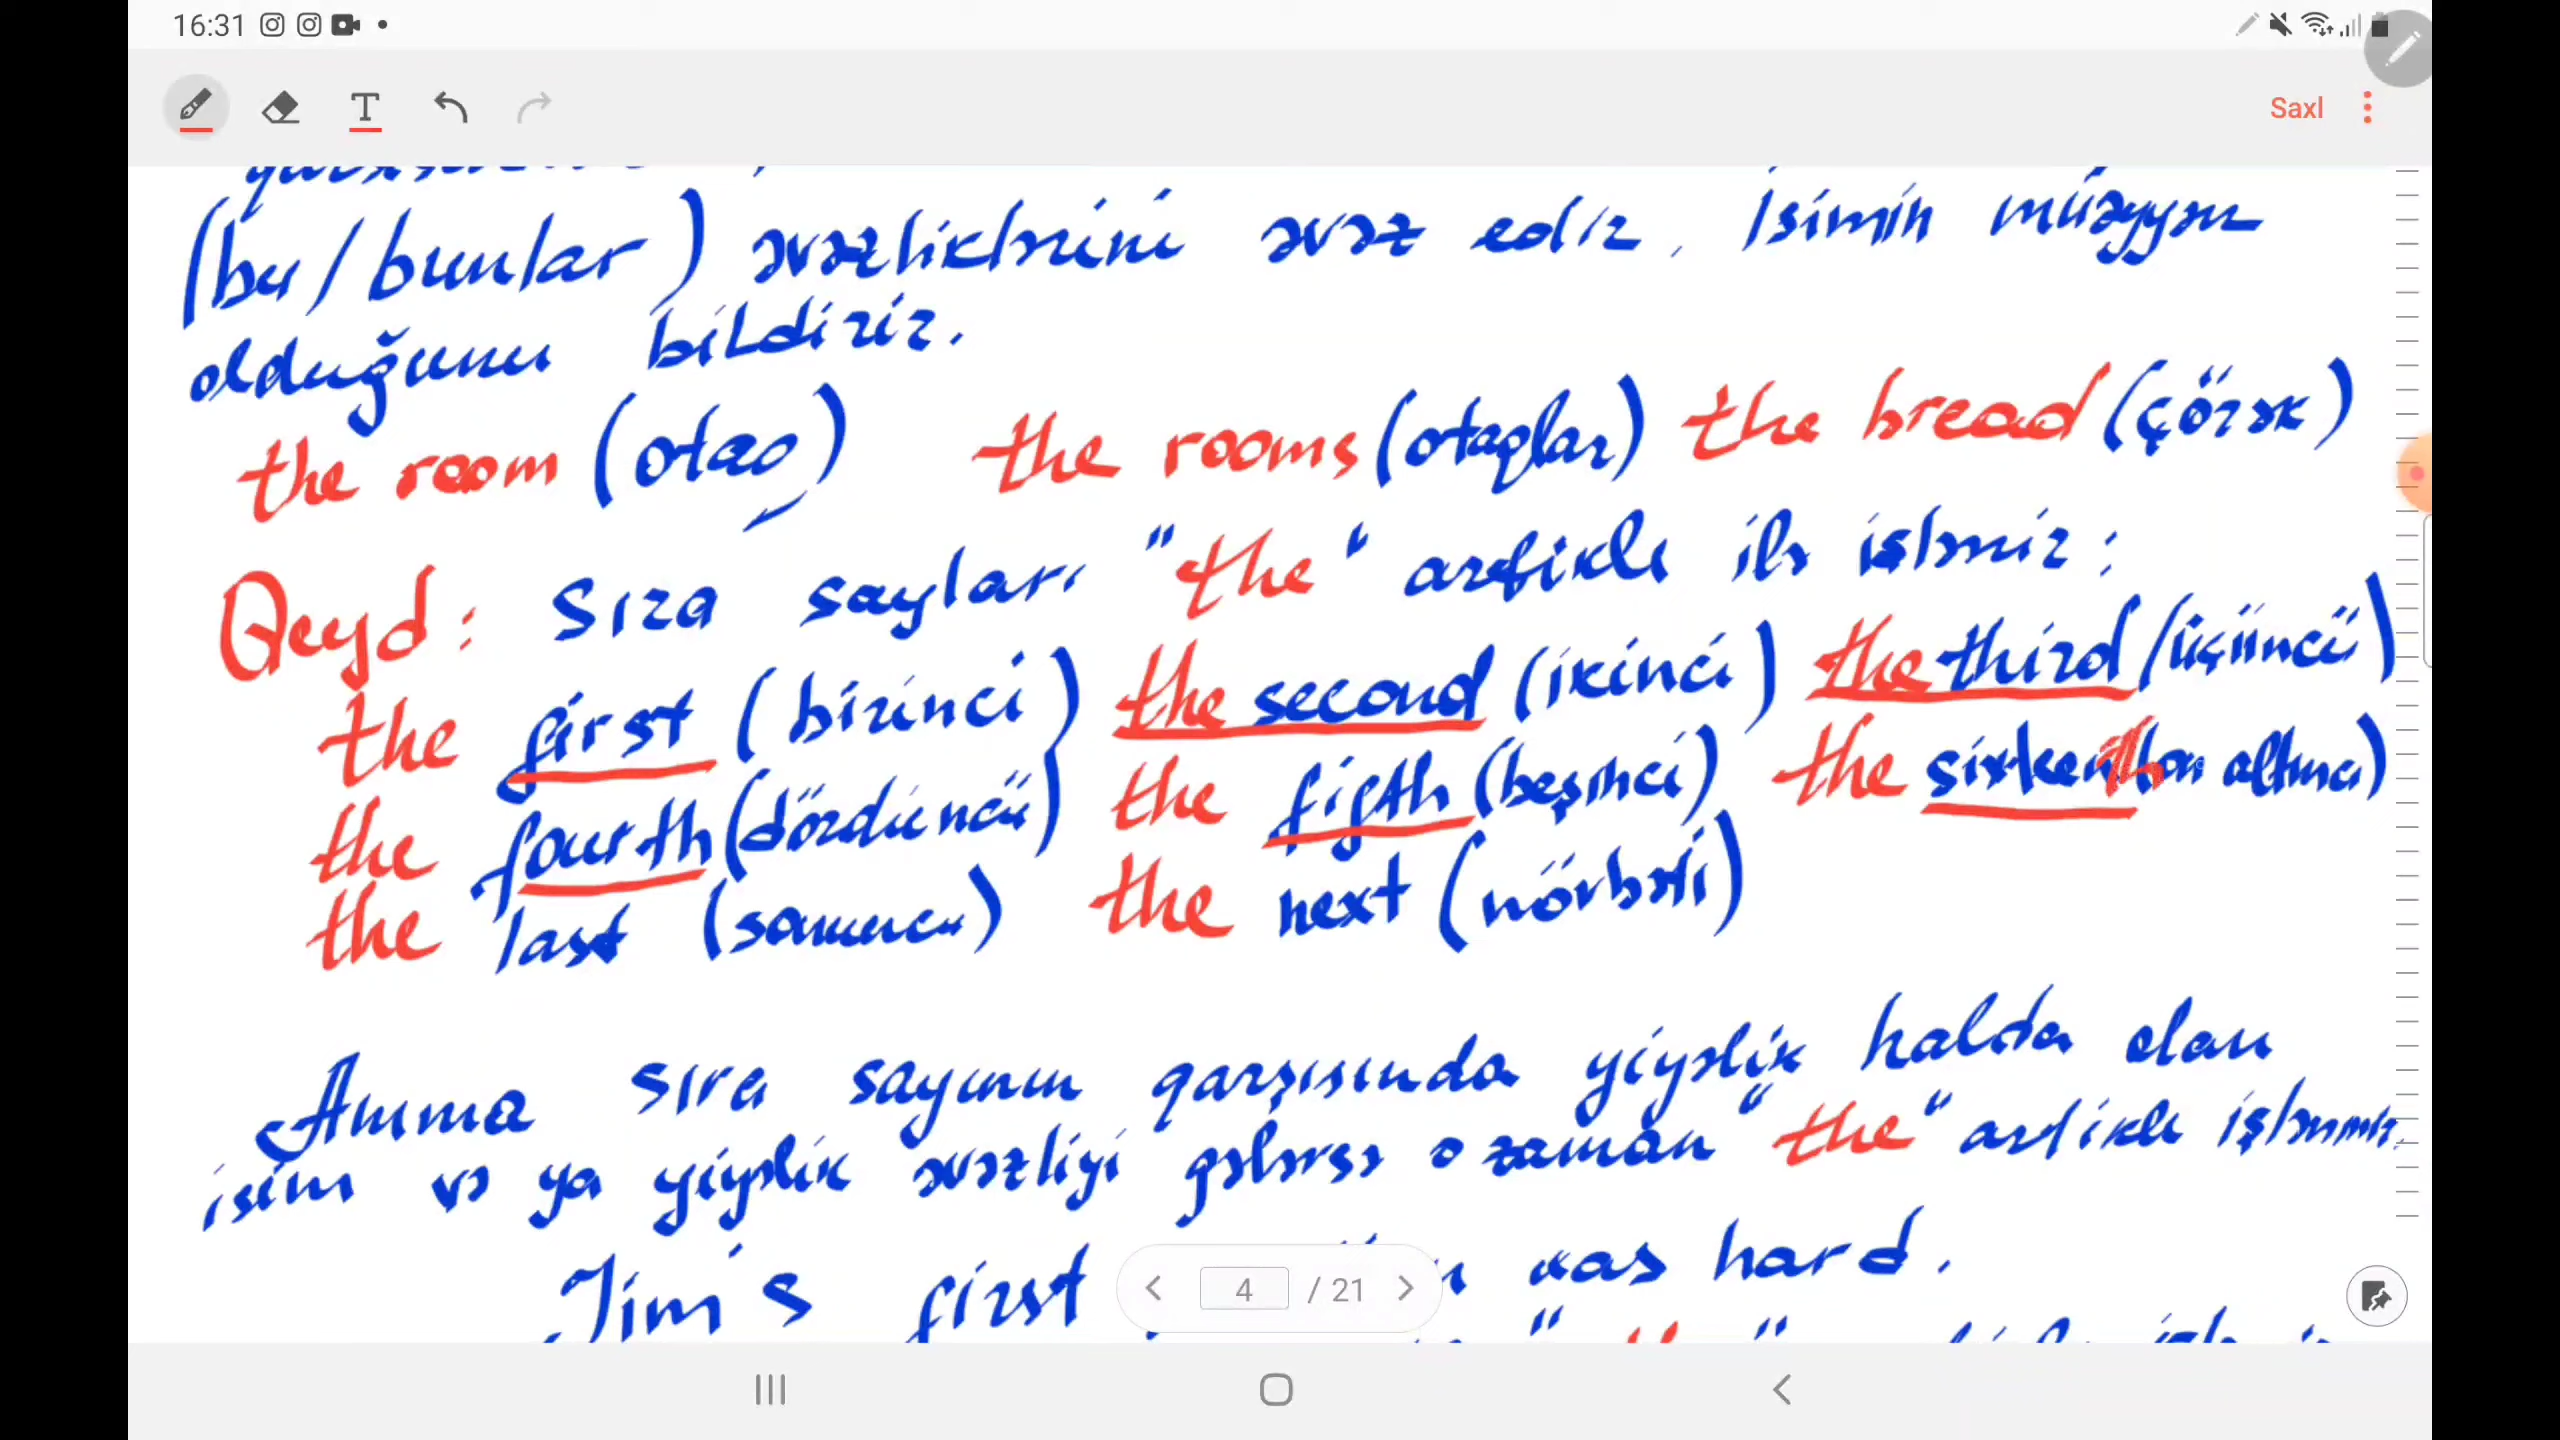 16:31
Saxl
(bu/bunlar) əvəzliklərini əvəz edir. İsimin müəyyən
olduğunu bildirir.
the room (otaq) the rooms (otaqlar) the bread (çörək)
Qeyd: Sıra sayları "the" artikli ilə işlənir:
the first (birinci) the second (ikinci) the third (üçüncü)
the fourth (dördüncü) the fifth (beşinci) the sixteenth (on altıncı)
the last (sonuncu) the next (növbəti)
Amma sıra sayının qarşısında yiyəlik halda olan
isim və ya yiyəlik əvəzliyi gələrsə o zaman "the" artikli işlənmir.
Jim's first was hard.
4 / 21